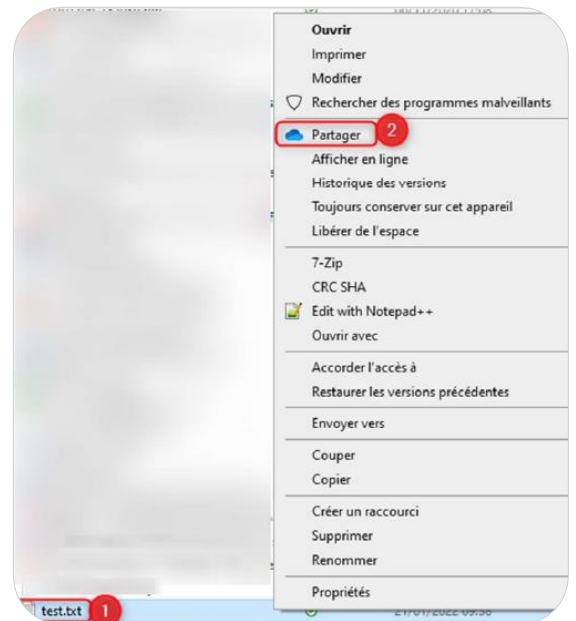 Ouvrir
Imprimer
Modifier
Rechercher des programmes malveillants
Partager 2
Afficher en ligne
Historique des versions
Toujours conserver sur cet appareil
Libérer de l'espace
7-Zip
CRC SHA
Edit with Notepad++
Ouvrir avec
Accorder l'accès à
Restaurer les versions précédentes
Envoyer vers
Couper
Copier
Créer un raccourci
Supprimer
Renommer
Propriétés
test.txt 1